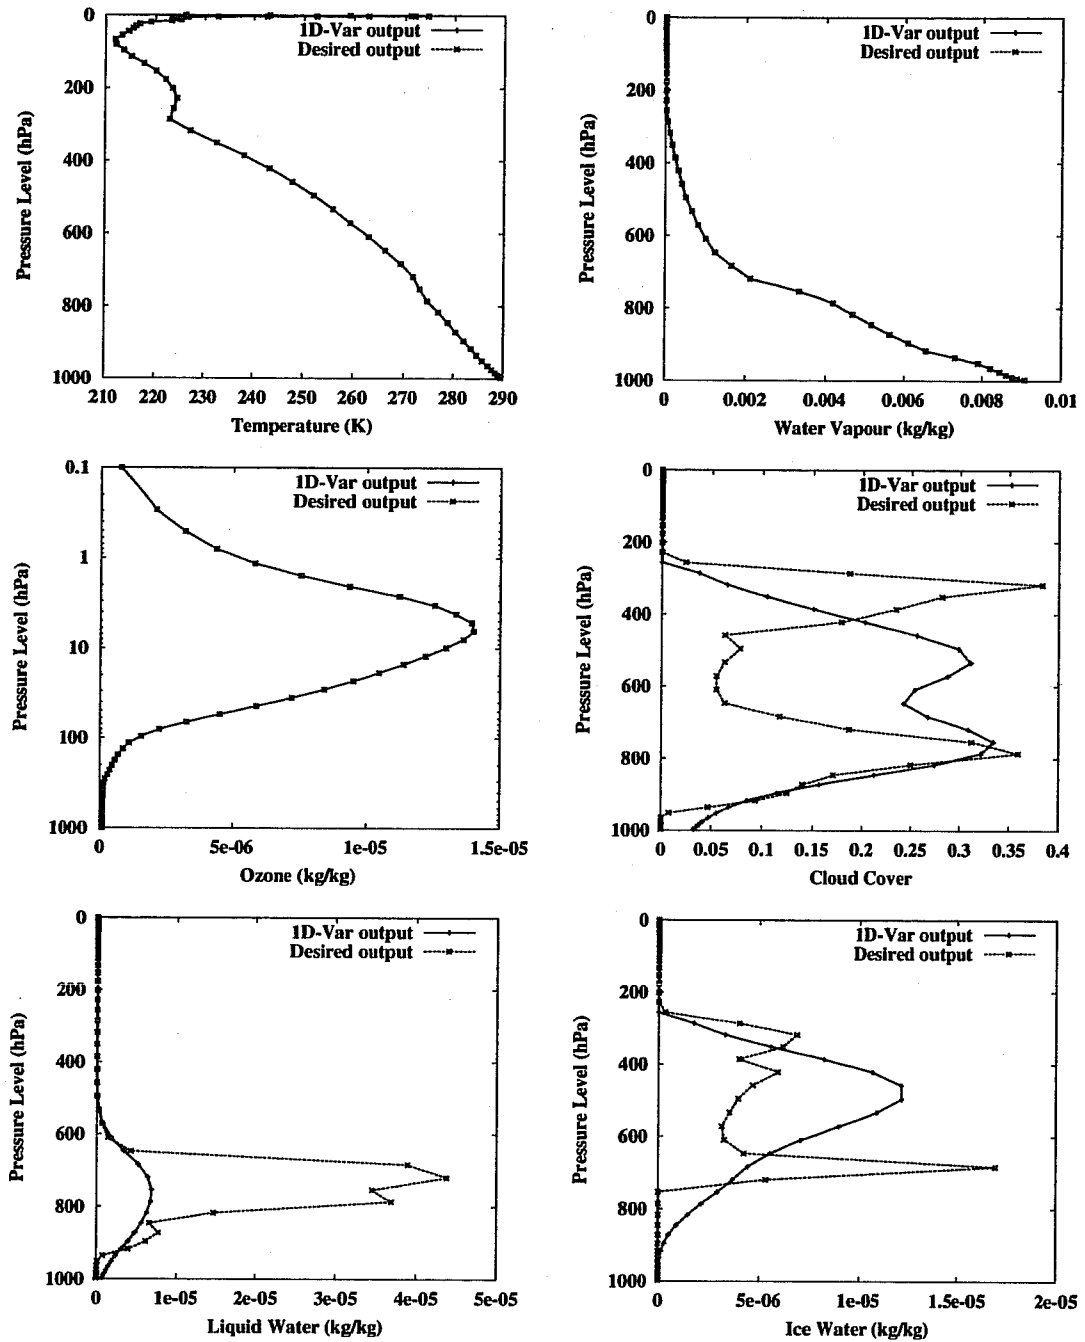 1D-Var output
Desired output
Pressure Level (hPa)
0
200
400
600
800
1000
210 220 230 240 250 260 270 280 290
Temperature (K)
1D-Var output
Desired output
Pressure Level (hPa)
0
200
400
600
800
1000
0 0.002 0.004 0.006 0.008 0.01
Water Vapour (kg/kg)
1D-Var output
Desired output
Pressure Level (hPa)
0.1
1
10
100
1000
0 5e-06 1e-05 1.5e-05
Ozone (kg/kg)
1D-Var output
Desired output
Pressure Level (hPa)
0
200
400
600
800
1000
0 0.05 0.1 0.15 0.2 0.25 0.3 0.35 0.4
Cloud Cover
1D-Var output
Desired output
Pressure Level (hPa)
0
200
400
600
800
1000
0 1e-05 2e-05 3e-05 4e-05 5e-05
Liquid Water (kg/kg)
1D-Var output
Desired output
Pressure Level (hPa)
0
200
400
600
800
1000
0 5e-06 1e-05 1.5e-05 2e-05
Ice Water (kg/kg)